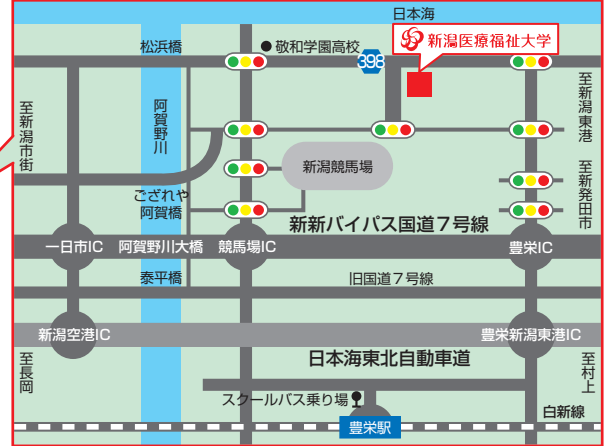 日本海
新潟医療福祉大学
松浜橋
敬和学園高校
398
至新潟市街
阿賀野川
至新潟東港
新潟競馬場
ござれや
阿賀橋
至新発田市
新新バイパス国道7号線
一日市IC
阿賀野川大橋
競馬場IC
豊栄IC
泰平橋
旧国道7号線
新潟空港IC
豊栄新潟東港IC
至長岡
日本海東北自動車道
至村上
スクールバス乗り場
白新線
豊栄駅